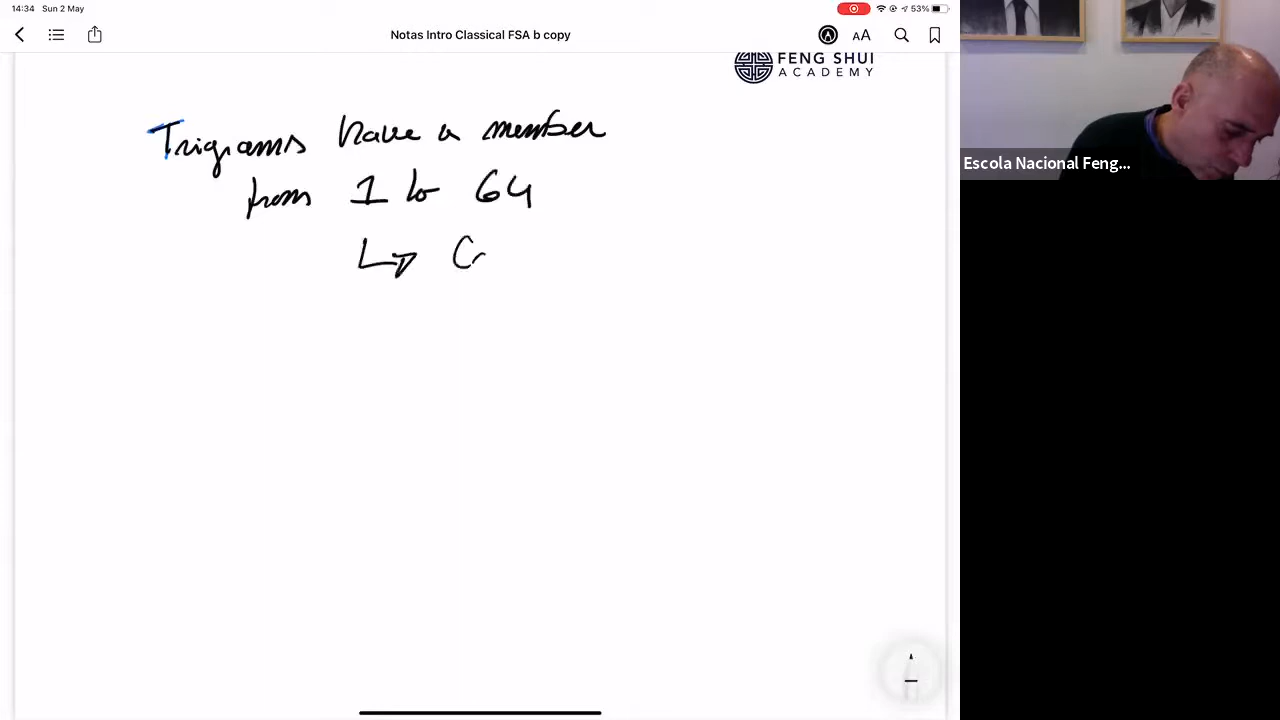 14:34 Sun 2 May
53%
Notas Intro Classical FSA b copy
AA
FENG SHUI
ACADEMY
Trigrams have a number
from 1 to 64
Escola Nacional Feng...